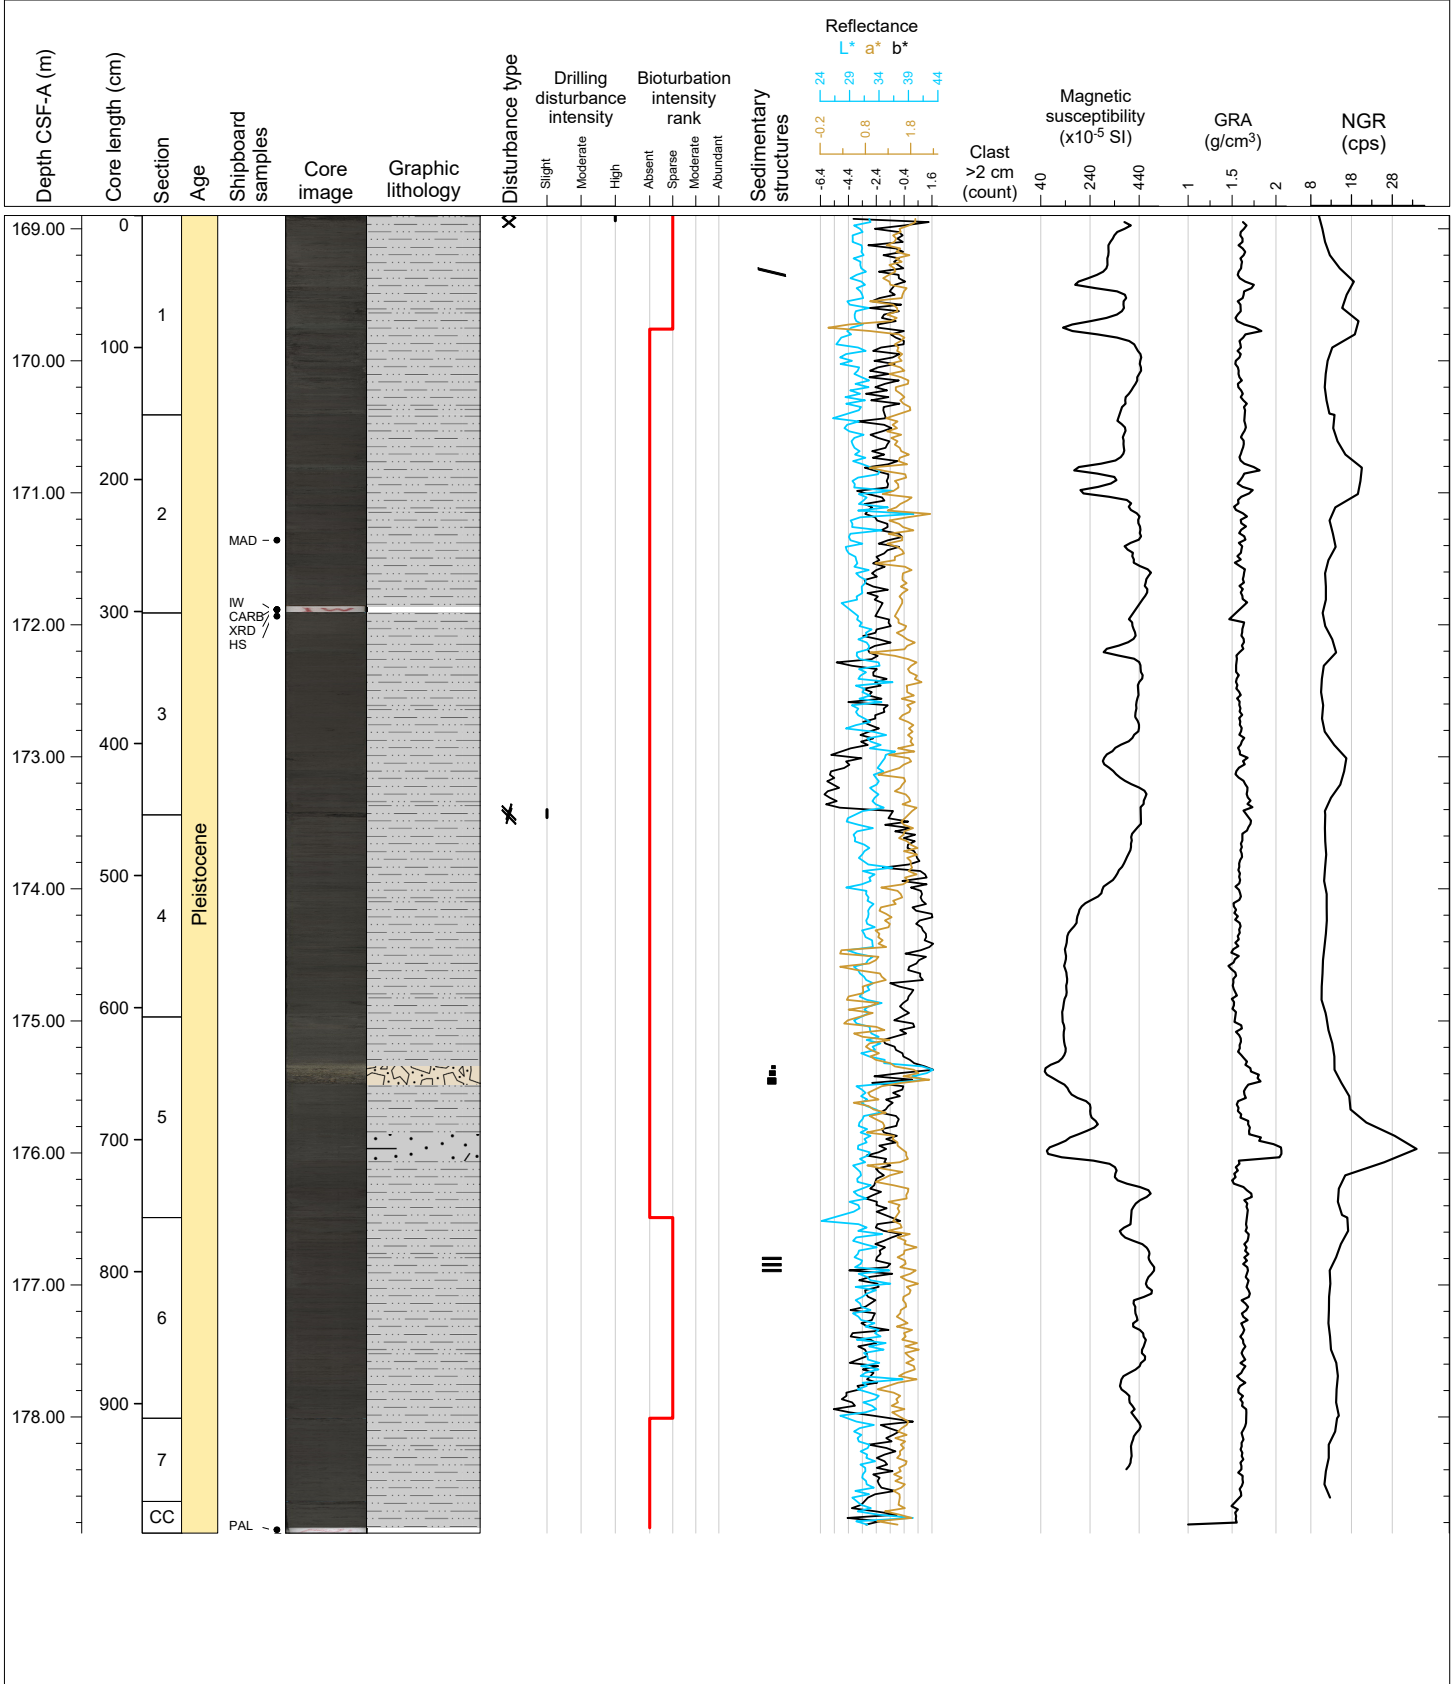 Depth CSF-A (m)
Core length (cm)
Section
Age
Shipboard
samples
Core
image
Graphic
lithology
Disturbance type
Drilling
disturbance
intensity
Slight
Moderate
High
Bioturbation
intensity
rank
Absent
Sparse
Moderate
Abundant
Sedimentary
structures
Reflectance
L* a* b*
24 29 34 39 44
-0.2 0.8 1.8
-6.4 -4.4 -2.4 -0.4 1.6
Clast
>2 cm
(count)
Magnetic
susceptibility
(x10-5 SI)
40 240 440
GRA
(g/cm3)
1 1.5 2
NGR
(cps)
8 18 28
169.00
170.00
171.00
172.00
173.00
174.00
175.00
176.00
177.00
178.00
0
100
200
300
400
500
600
700
800
900
1
2
3
4
5
6
7
CC
Pleistocene
MAD
IW
CARB
XRD
HS
PAL